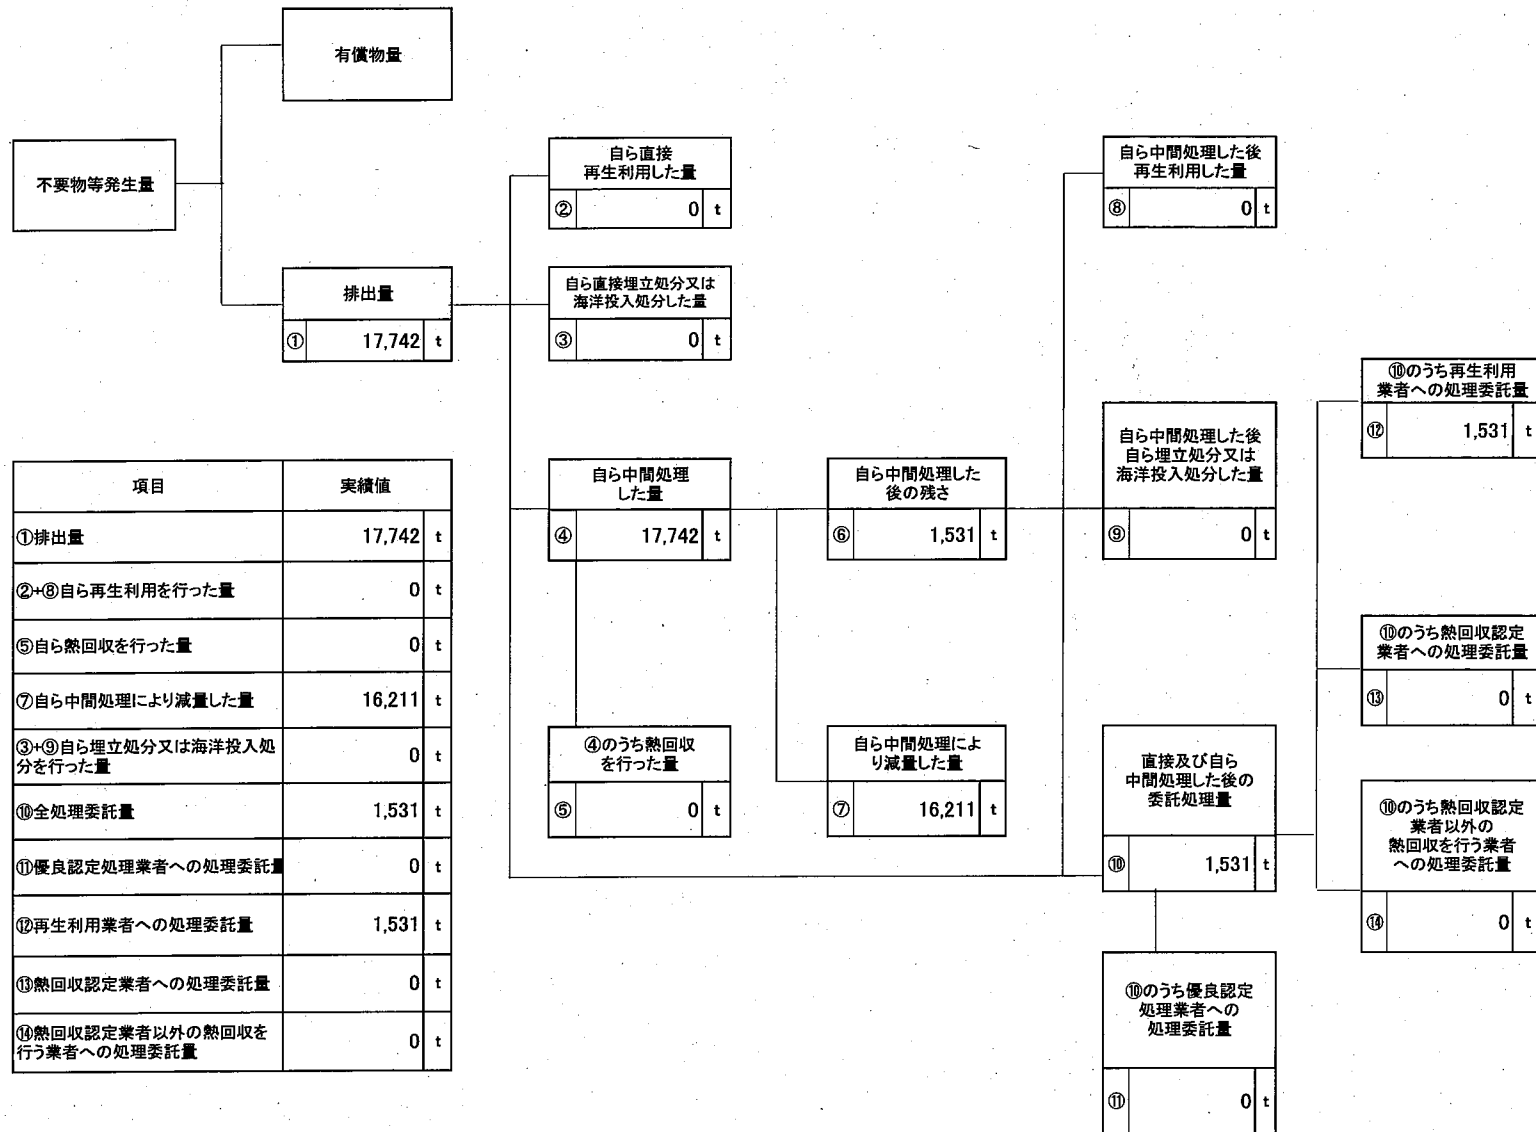 有償物量
不要物等発生量
排出量
① 17,742 t
自ら直接
再生利用した量
② 0 t
自ら直接埋立処分又は
海洋投入処分した量
③ 0 t
自ら中間処理
した量
④ 17,742 t
④のうち熱回収
を行った量
⑤ 0 t
自ら中間処理した
後の残さ
⑥ 1,531 t
自ら中間処理によ
り減量した量
⑦ 16,211 t
自ら中間処理した後
再生利用した量
⑧ 0 t
自ら中間処理した後
自ら埋立処分又は
海洋投入処分した量
⑨ 0 t
直接及び自ら
中間処理した後の
委託処理量
⑩ 1,531 t
⑩のうち優良認定
処理業者への
処理委託量
⑪ 0 t
⑩のうち再生利用
業者への処理委託量
⑫ 1,531 t
⑩のうち熱回収認定
業者への処理委託量
⑬ 0 t
⑩のうち熱回収認定
業者以外の
熱回収を行う業者
への処理委託量
⑭ 0 t
項目 実績値
①排出量 17,742 t
②+⑧自ら再生利用を行った量 0 t
⑤自ら熱回収を行った量 0 t
⑦自ら中間処理により減量した量 16,211 t
③+⑨自ら埋立処分又は海洋投入処
分を行った量 0 t
⑩全処理委託量 1,531 t
⑪優良認定処理業者への処理委託量 0 t
⑫再生利用業者への処理委託量 1,531 t
⑬熱回収認定業者への処理委託量 0 t
⑭熱回収認定業者以外の熱回収を
行う業者への処理委託量 0 t